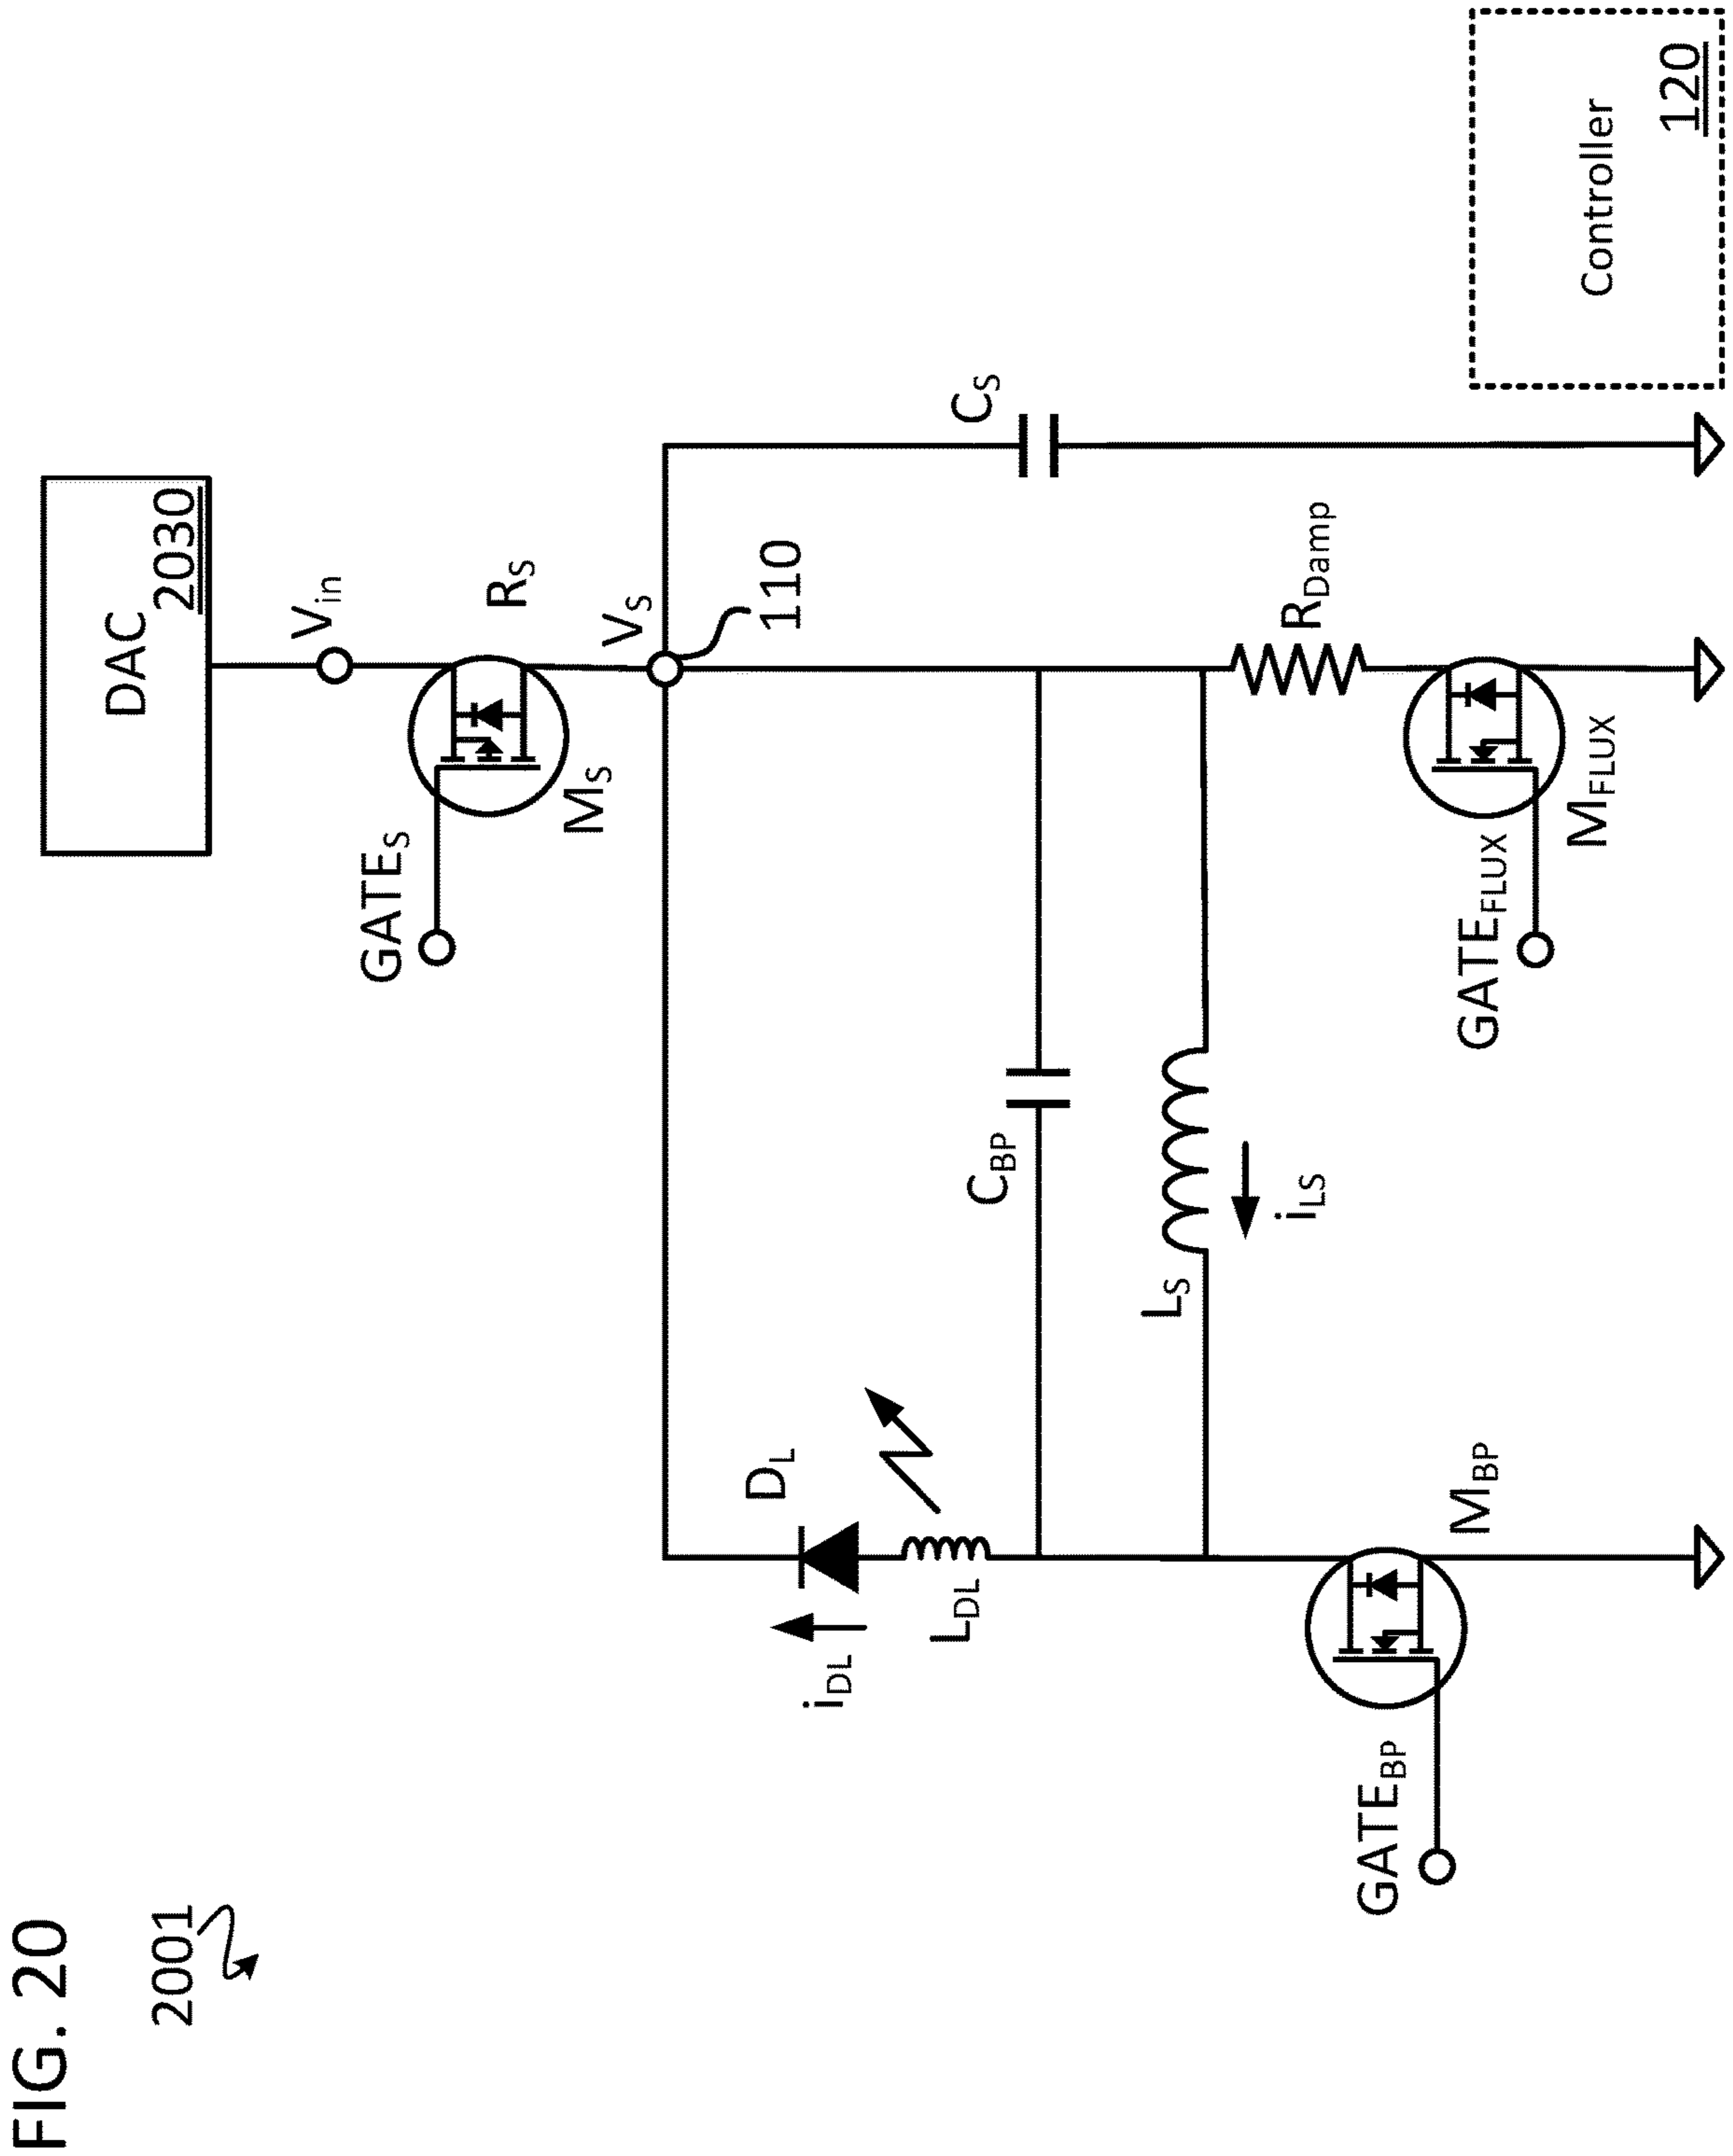 FIG. 20
2001
DAC
2030
Vin
GATES
RS
MS
VS
110
CS
DL
iDL
LDL
CBP
LS
iLS
RDamp
GATEBP
MBP
GATEFLUX
MFLUX
Controller
120